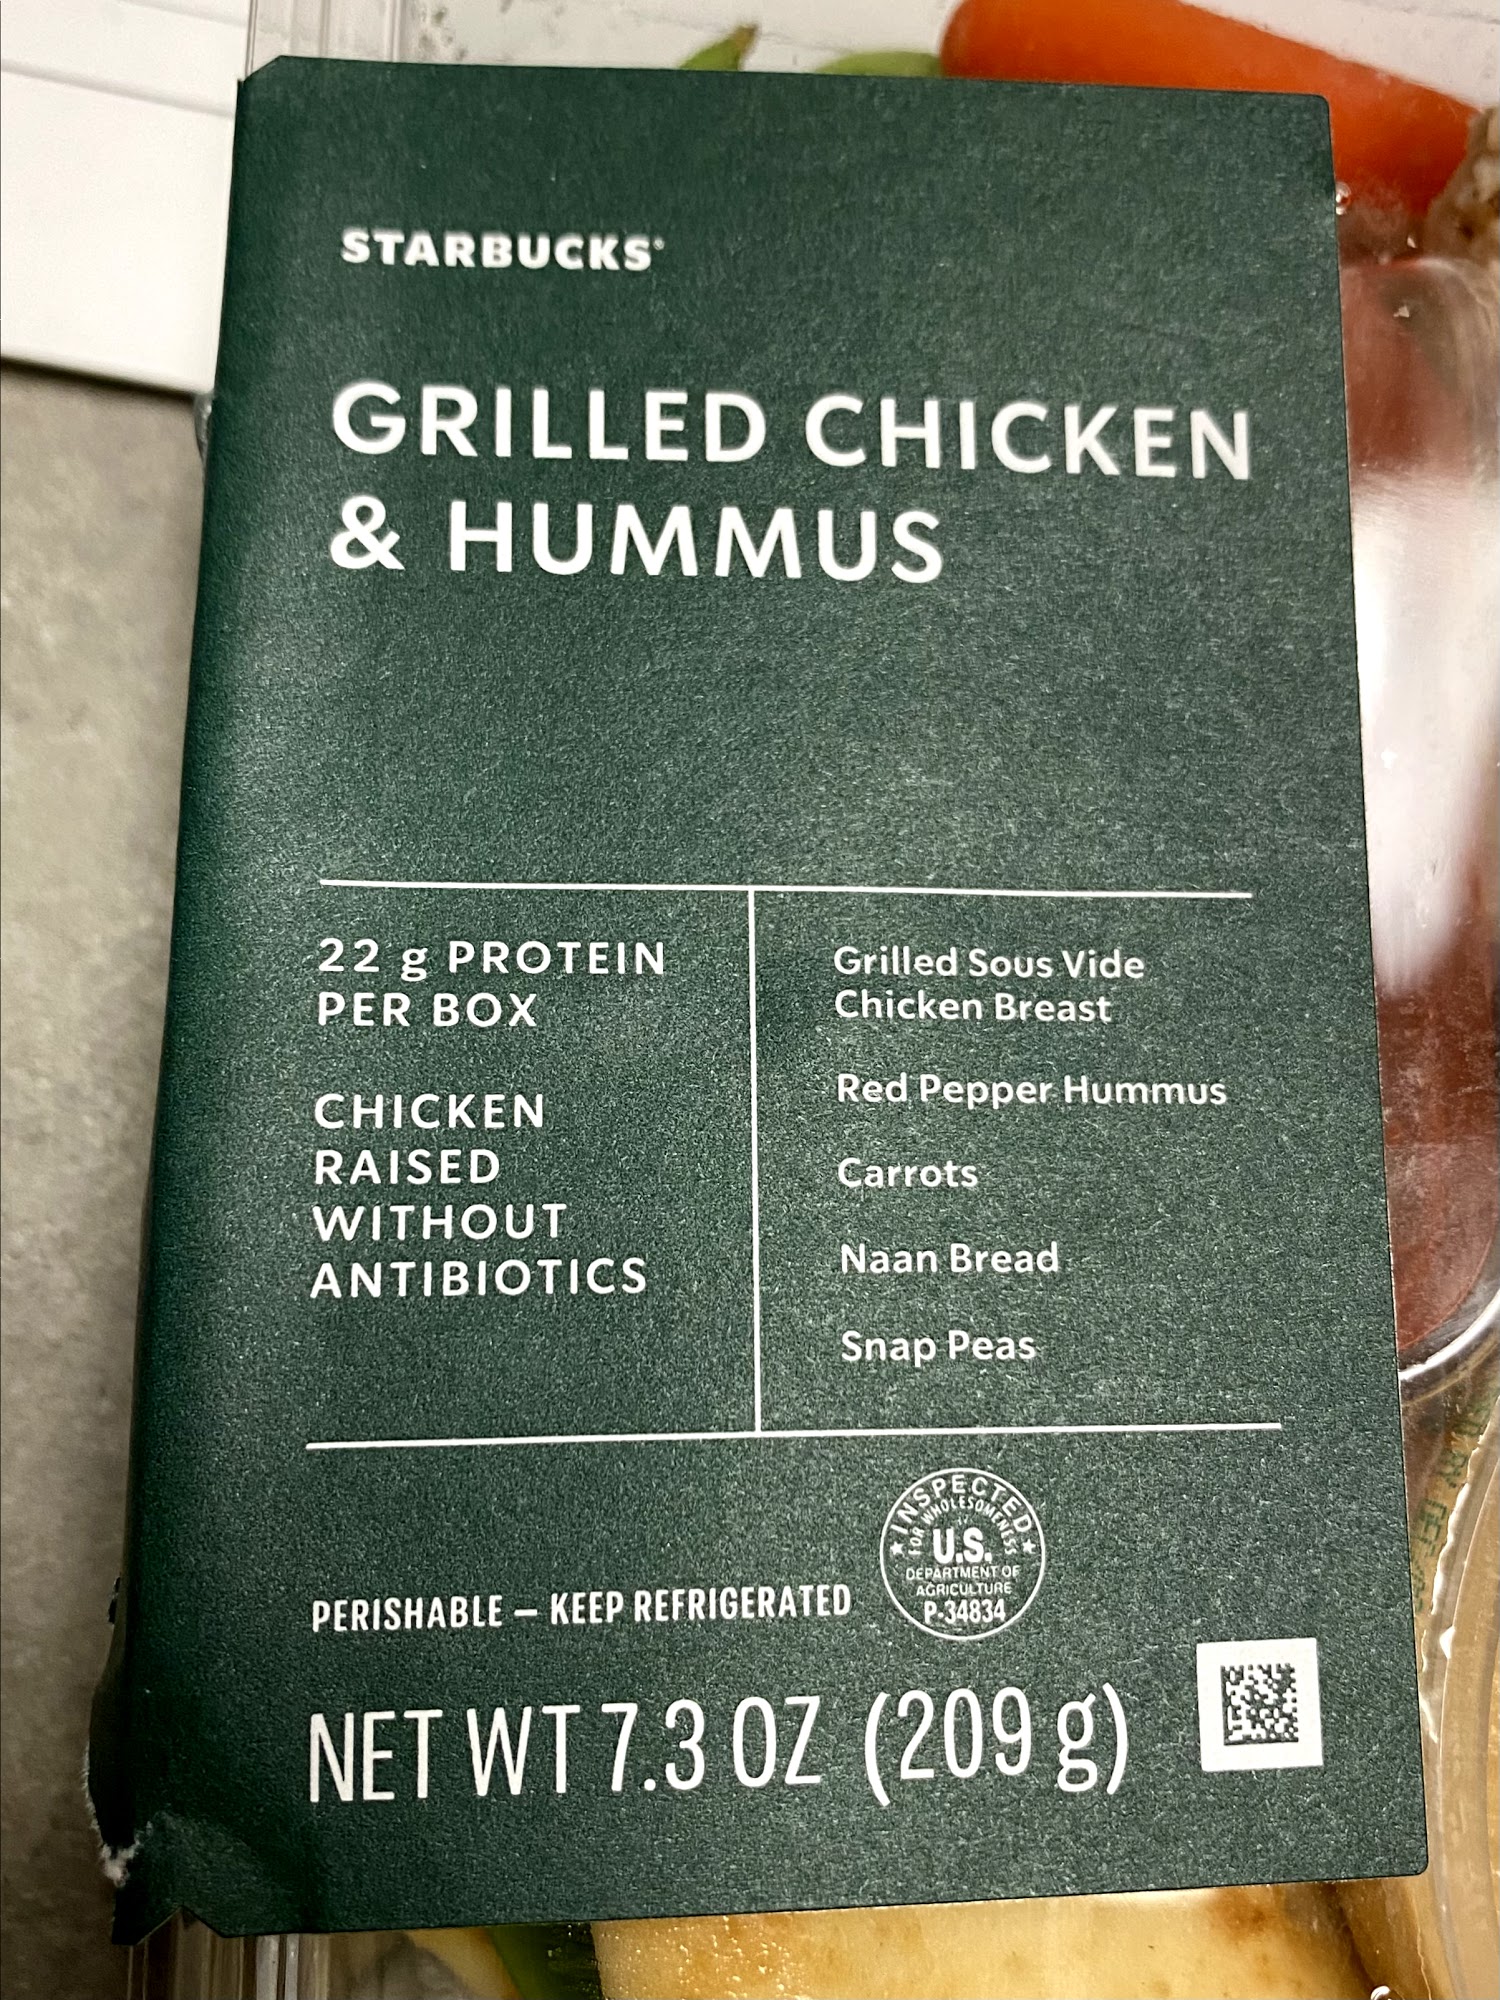 STARBUCKS®
GRILLED CHICKEN
& HUMMUS
22 g PROTEIN
PER BOX
CHICKEN
RAISED
WITHOUT
ANTIBIOTICS
Grilled Sous Vide
Chicken Breast
Red Pepper Hummus
Carrots
Naan Bread
Snap Peas
PERISHABLE – KEEP REFRIGERATED
INSPECTED
FOR WHOLESOMENESS
U.S.
DEPARTMENT OF
AGRICULTURE
P-34834
NET WT 7.3 OZ (209 g)